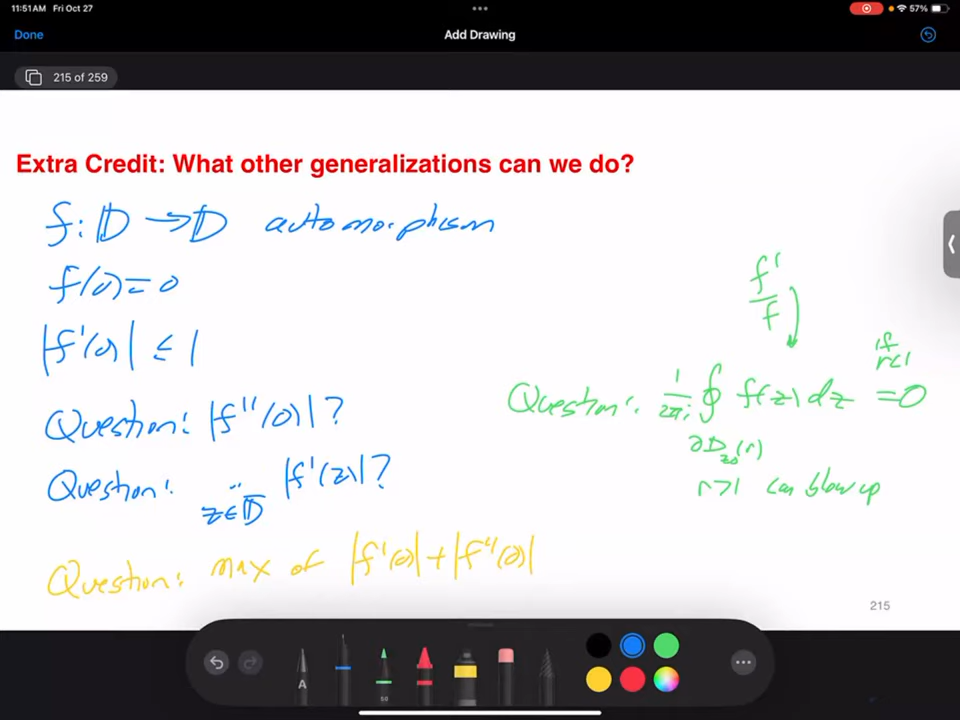 11:51AM Fri Oct 27
57%
Done
Add Drawing
215 of 259
Extra Credit: What other generalizations can we do?
f: 𝔻 → 𝔻 automorphism
f(0) = 0
|f'(0)| ≤ 1
Question: |f''(0)|?
Question: z∈𝔻 |f'(z)|?
Question: max of |f'(0)| + |f''(0)|
f'/f
Question: 1/2πi ∮ f(z) dz = 0
if r<1
∂D_z₀(r)
r>1 can blow up
215
A